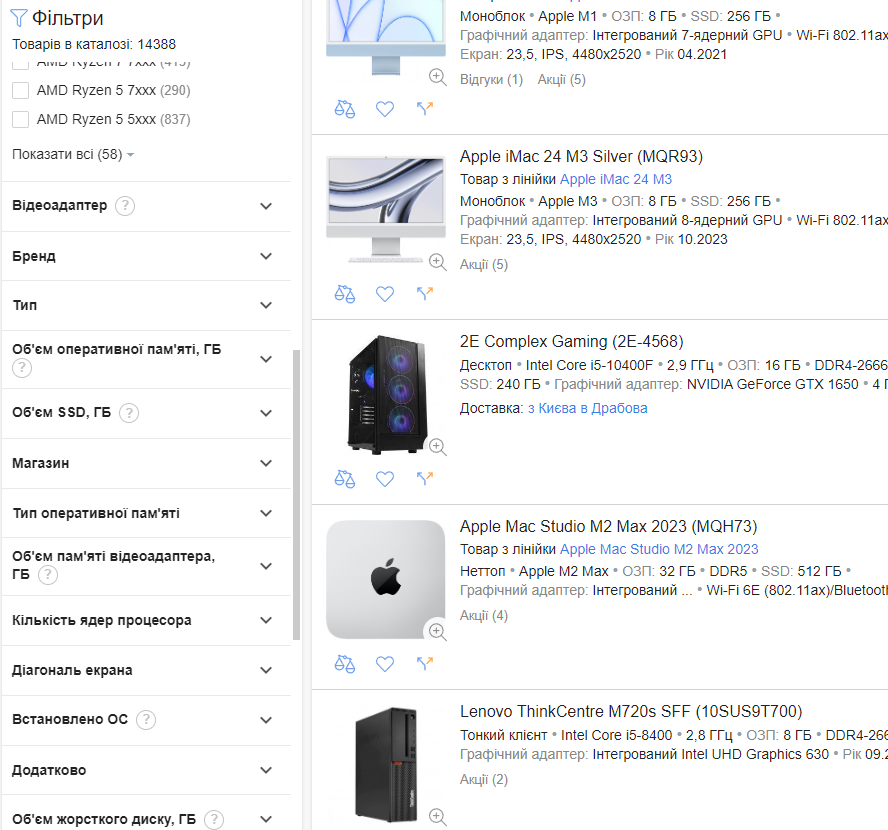 Фільтри
Товарів в каталозі: 14388
AMD Ryzen 7 7xxx (415)
AMD Ryzen 5 7xxx (290)
AMD Ryzen 5 5xxx (837)
Показати всі (58)
Відеоадаптер ?
Бренд
Тип
Об'єм оперативної пам'яті, ГБ
?
Об'єм SSD, ГБ ?
Магазин
Тип оперативної пам'яті
Об'єм пам'яті відеоадаптера,
ГБ ?
Кількість ядер процесора
Діагональ екрана
Встановлено ОС ?
Додатково
Об'єм жорсткого диску, ГБ ?
Моноблок • Apple M1 • ОЗП: 8 ГБ • SSD: 256 ГБ •
Графічний адаптер: Інтегрований 7-ядерний GPU • Wi-Fi 802.11ax
Екран: 23,5, IPS, 4480x2520 • Рік 04.2021
Відгуки (1) Акції (5)
Apple iMac 24 M3 Silver (MQR93)
Товар з лінійки Apple iMac 24 M3
Моноблок • Apple M3 • ОЗП: 8 ГБ • SSD: 256 ГБ •
Графічний адаптер: Інтегрований 8-ядерний GPU • Wi-Fi 802.11ax
Екран: 23,5, IPS, 4480x2520 • Рік 10.2023
Акції (5)
2E Complex Gaming (2E-4568)
Десктоп • Intel Core i5-10400F • 2,9 ГГц • ОЗП: 16 ГБ • DDR4-2666
SSD: 240 ГБ • Графічний адаптер: NVIDIA GeForce GTX 1650 • 4 Г
Доставка: з Києва в Драбова
Apple Mac Studio M2 Max 2023 (MQH73)
Товар з лінійки Apple Mac Studio M2 Max 2023
Неттоп • Apple M2 Max • ОЗП: 32 ГБ • DDR5 • SSD: 512 ГБ •
Графічний адаптер: Інтегрований ... • Wi-Fi 6E (802.11ax)/Bluetooth
Акції (4)
Lenovo ThinkCentre M720s SFF (10SUS9T700)
Тонкий клієнт • Intel Core i5-8400 • 2,8 ГГц • ОЗП: 8 ГБ • DDR4-266
Графічний адаптер: Інтегрований Intel UHD Graphics 630 • Рік 09.2
Акції (2)